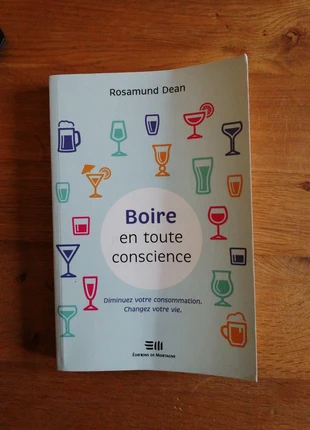 Rosamund Dean
Boire
en toute
conscience
Diminuez votre consommation.
Changez votre vie.
ÉDITIONS DE MORTAGNE